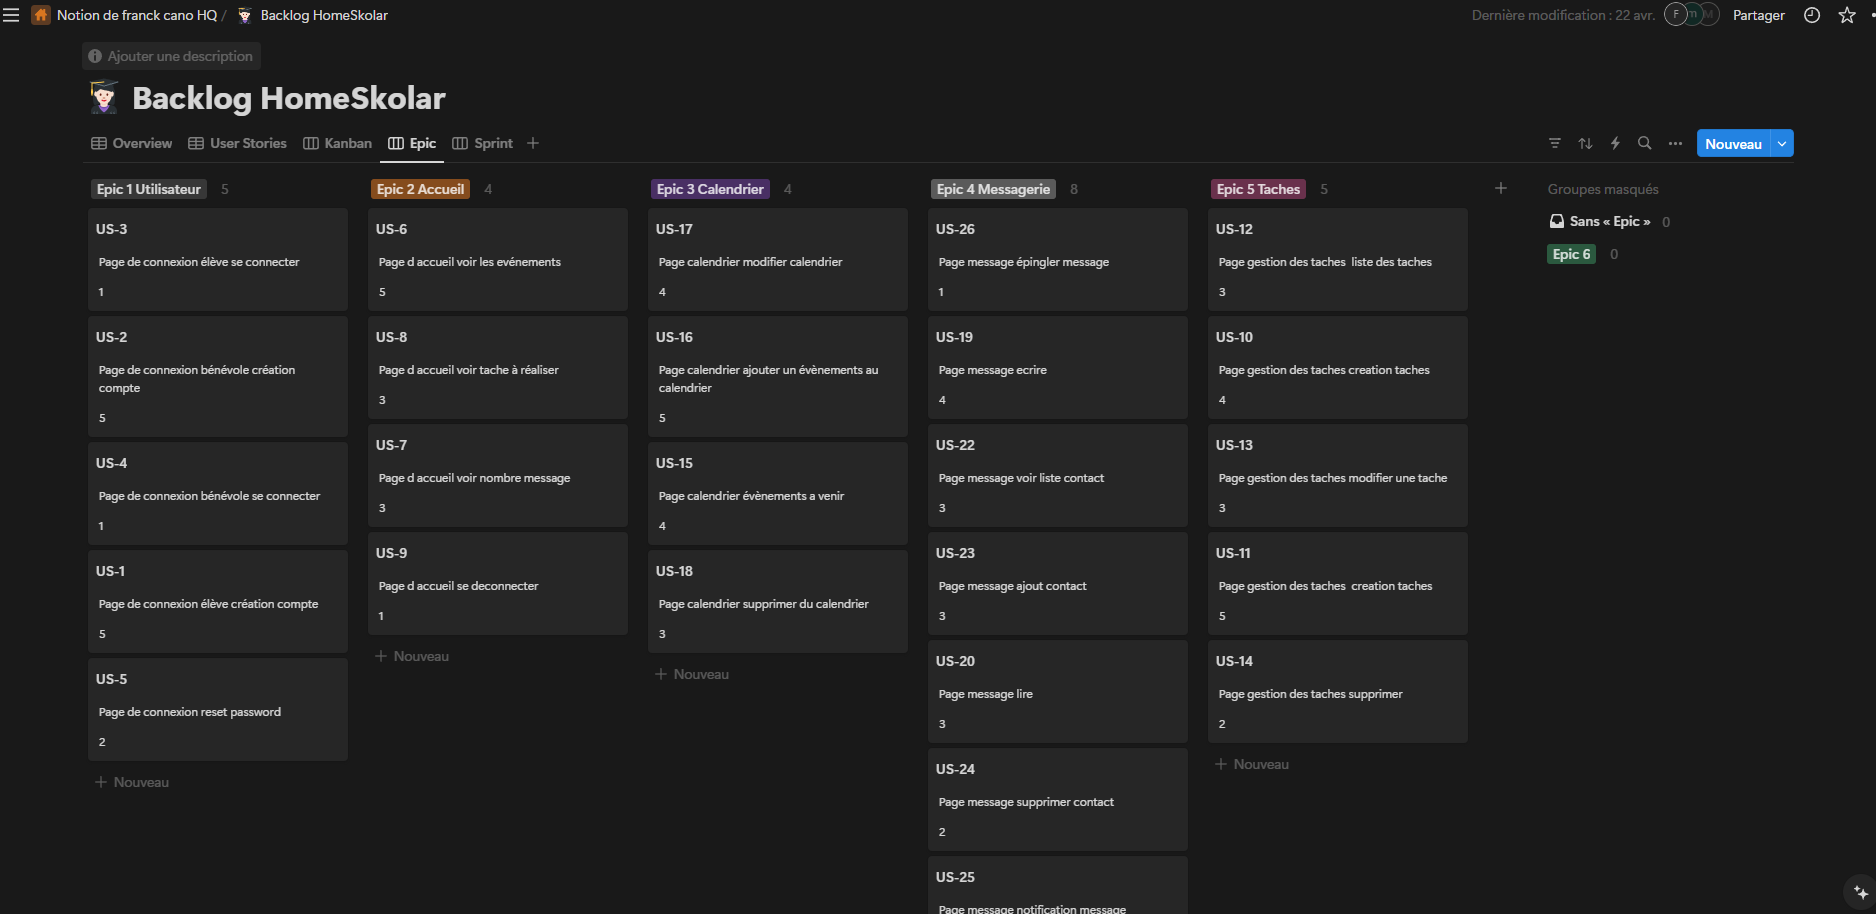 Notion de franck cano HQ / Backlog HomeSkolar
Dernière modification : 22 avr. F m M Partager
Ajouter une description
Backlog HomeSkolar
Overview User Stories Kanban Epic Sprint
Nouveau
Epic 1 Utilisateur 5
US-3
Page de connexion élève se connecter
1
US-2
Page de connexion bénévole création
compte
5
US-4
Page de connexion bénévole se connecter
1
US-1
Page de connexion élève création compte
5
US-5
Page de connexion reset password
2
Nouveau
Epic 2 Accueil 4
US-6
Page d accueil voir les evénements
5
US-8
Page d accueil voir tache à réaliser
3
US-7
Page d accueil voir nombre message
3
US-9
Page d accueil se deconnecter
1
Nouveau
Epic 3 Calendrier 4
US-17
Page calendrier modifier calendrier
4
US-16
Page calendrier ajouter un évènements au
calendrier
5
US-15
Page calendrier évènements a venir
4
US-18
Page calendrier supprimer du calendrier
3
Nouveau
Epic 4 Messagerie 8
US-26
Page message épingler message
1
US-19
Page message ecrire
4
US-22
Page message voir liste contact
3
US-23
Page message ajout contact
3
US-20
Page message lire
3
US-24
Page message supprimer contact
2
US-25
Page message notification message
Epic 5 Taches 5
US-12
Page gestion des taches liste des taches
3
US-10
Page gestion des taches creation taches
4
US-13
Page gestion des taches modifier une tache
3
US-11
Page gestion des taches creation taches
5
US-14
Page gestion des taches supprimer
2
Nouveau
Groupes masqués
Sans « Epic » 0
Epic 6 0